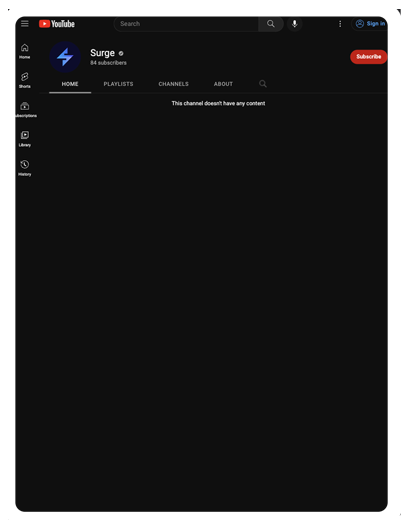 YouTube
Search
Sign in
Home
Shorts
Subscriptions
Library
History
Surge
84 subscribers
Subscribe
HOME PLAYLISTS CHANNELS ABOUT
This channel doesn't have any content